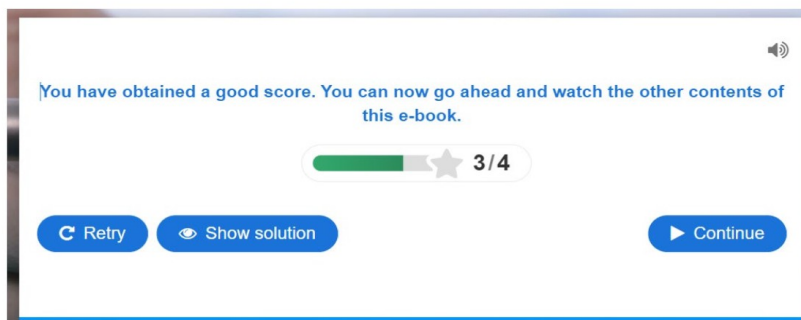 You have obtained a good score. You can now go ahead and watch the other contents of
this e-book.
3/4
Retry
Show solution
Continue